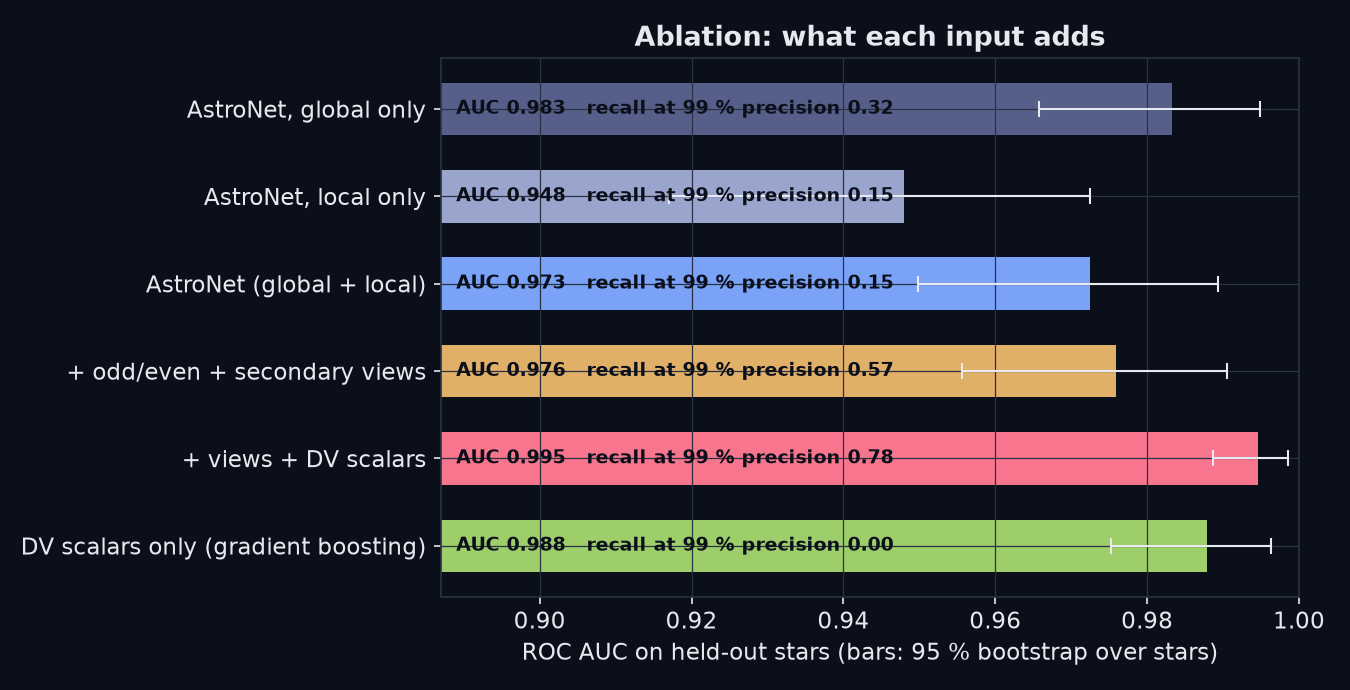 Ablation: what each input adds
AstroNet, global only
AUC 0.983 recall at 99 % precision 0.32
AstroNet, local only
AUC 0.948 recall at 99 % precision 0.15
AstroNet (global + local)
AUC 0.973 recall at 99 % precision 0.15
+ odd/even + secondary views
AUC 0.976 recall at 99 % precision 0.57
+ views + DV scalars
AUC 0.995 recall at 99 % precision 0.78
DV scalars only (gradient boosting)
AUC 0.988 recall at 99 % precision 0.00
0.90 0.92 0.94 0.96 0.98 1.00
ROC AUC on held-out stars (bars: 95 % bootstrap over stars)